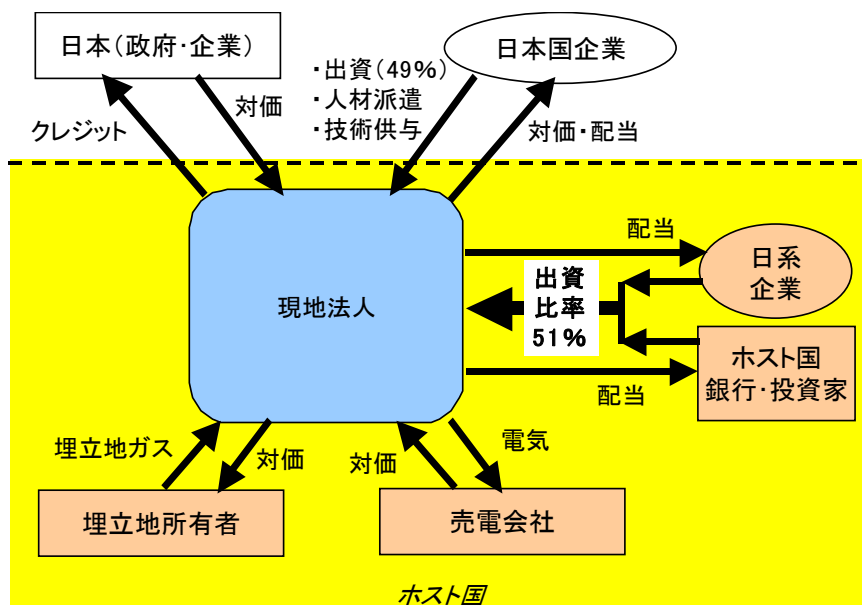 日本（政府・企業）
日本国企業
・出資（49％）
・人材派遣
・技術供与
対価
クレジット
対価・配当
配当
日系
企業
出資
比率
51％
現地法人
ホスト国
銀行・投資家
配当
埋立地ガス
対価
対価
電気
埋立地所有者
売電会社
ホスト国